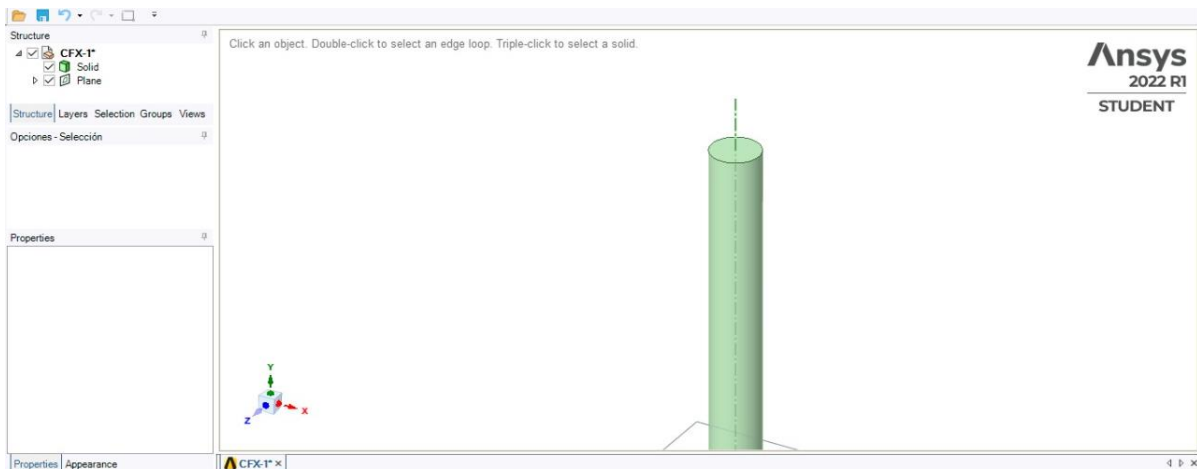 Structure
CFX-1*
Solid
Plane
Structure Layers Selection Groups Views
Opciones - Selección
Properties
Properties Appearance
Click an object. Double-click to select an edge loop. Triple-click to select a solid.
Ansys
2022 R1
STUDENT
Y
Z
X
CFX-1*